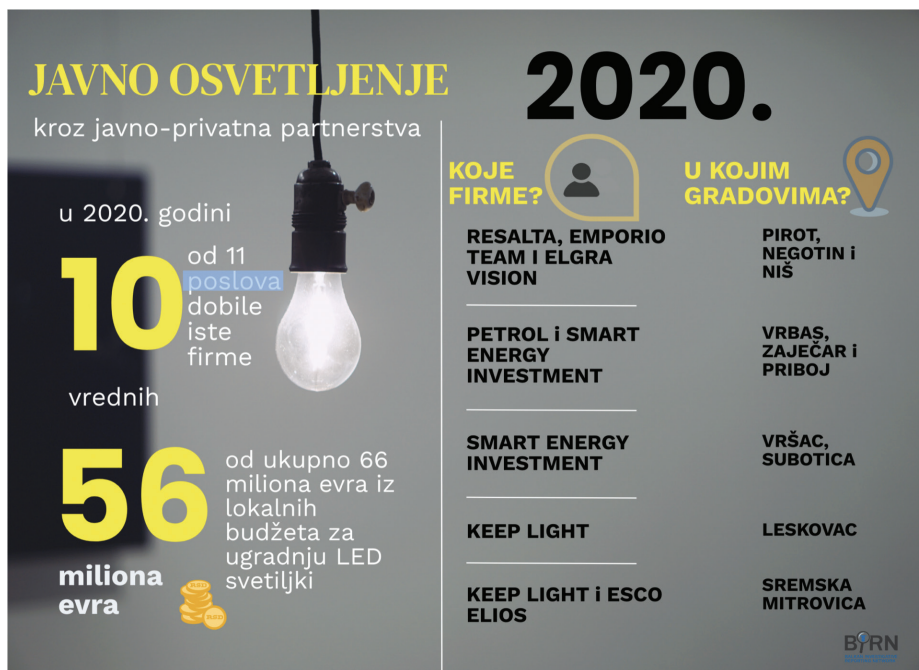 JAVNO OSVETLJENJE
kroz javno-privatna partnerstva
u 2020. godini
10
od 11
poslova
dobile
iste
firme
vrednih
56
od ukupno 66
miliona evra iz
lokalnih
budžeta za
ugradnju LED
svetiljki
miliona
evra
RSD
RSD
2020.
KOJE
FIRME?
U KOJIM
GRADOVIMA?
RESALTA, EMPORIO
TEAM I ELGRA
VISION
PIROT,
NEGOTIN i
NIŠ
PETROL i SMART
ENERGY
INVESTMENT
VRBAS,
ZAJEČAR i
PRIBOJ
SMART ENERGY
INVESTMENT
VRŠAC,
SUBOTICA
KEEP LIGHT
LESKOVAC
KEEP LIGHT i ESCO
ELIOS
SREMSKA
MITROVICA
BIRN